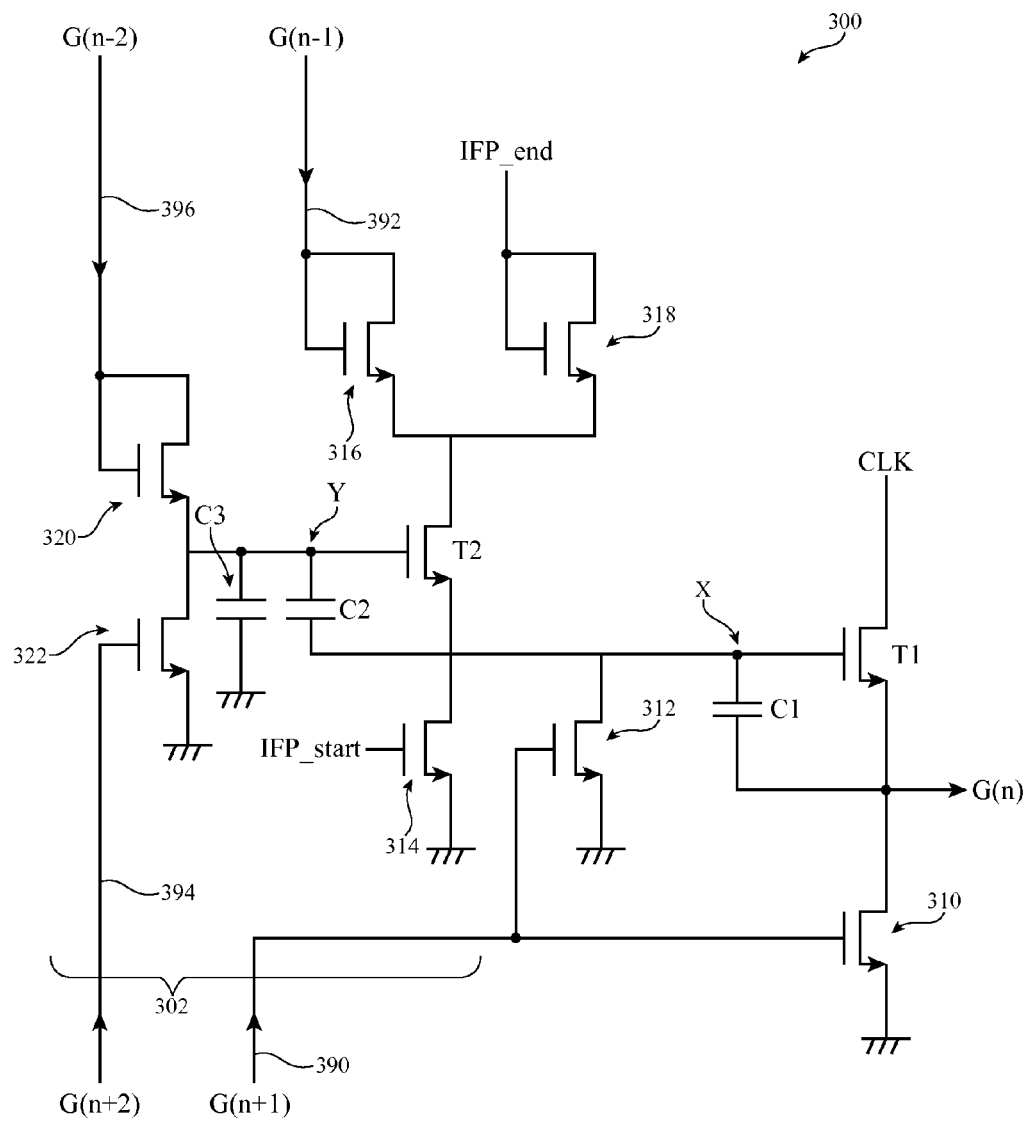 G(n-2)
G(n-1)
300
IFP_end
396
392
318
316
CLK
320
C3
Y
T2
C2
X
T1
322
C1
312
IFP_start
G(n)
314
394
310
302
390
G(n+2)
G(n+1)